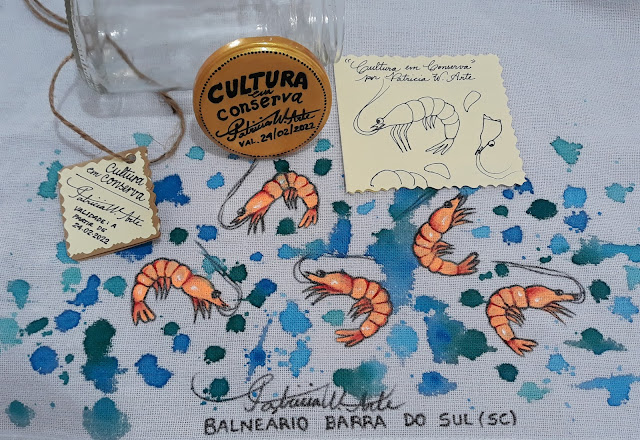 CULTURA
em
conserva
Patricia W. Arte
VAL. 24/02/2022
"Cultura em Conserva"
por Patricia W. Arte
Cultura
em conserva
Patricia W. Arte
VALIDADE: A
PARTIR DE
24.02.2022
Patricia W. Arte
BALNEARIO BARRA DO SUL (SC)